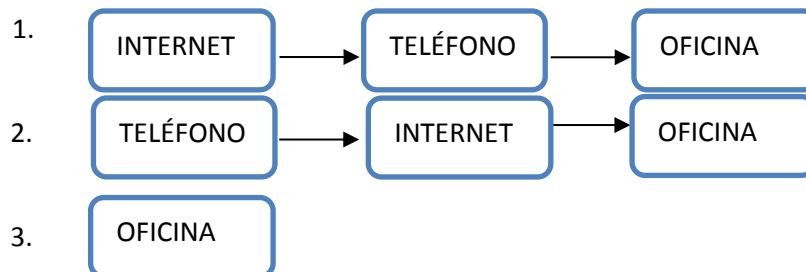 1. INTERNET TELÉFONO OFICINA
2. TELÉFONO INTERNET OFICINA
3. OFICINA